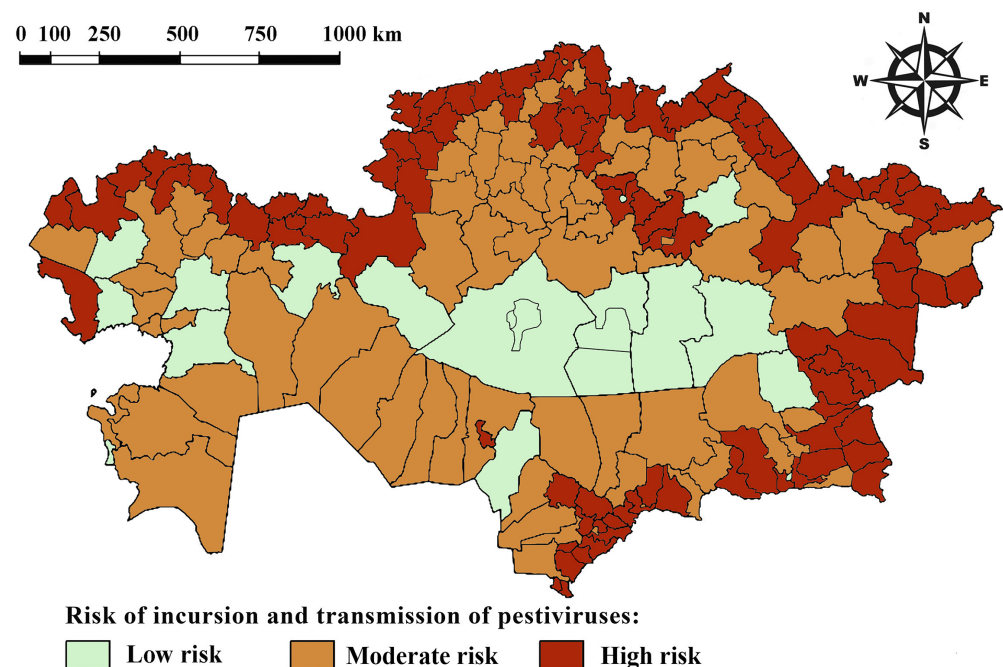 0 100 250 500 750 1000 km
N
W E
S
Risk of incursion and transmission of pestiviruses:
Low risk Moderate risk High risk